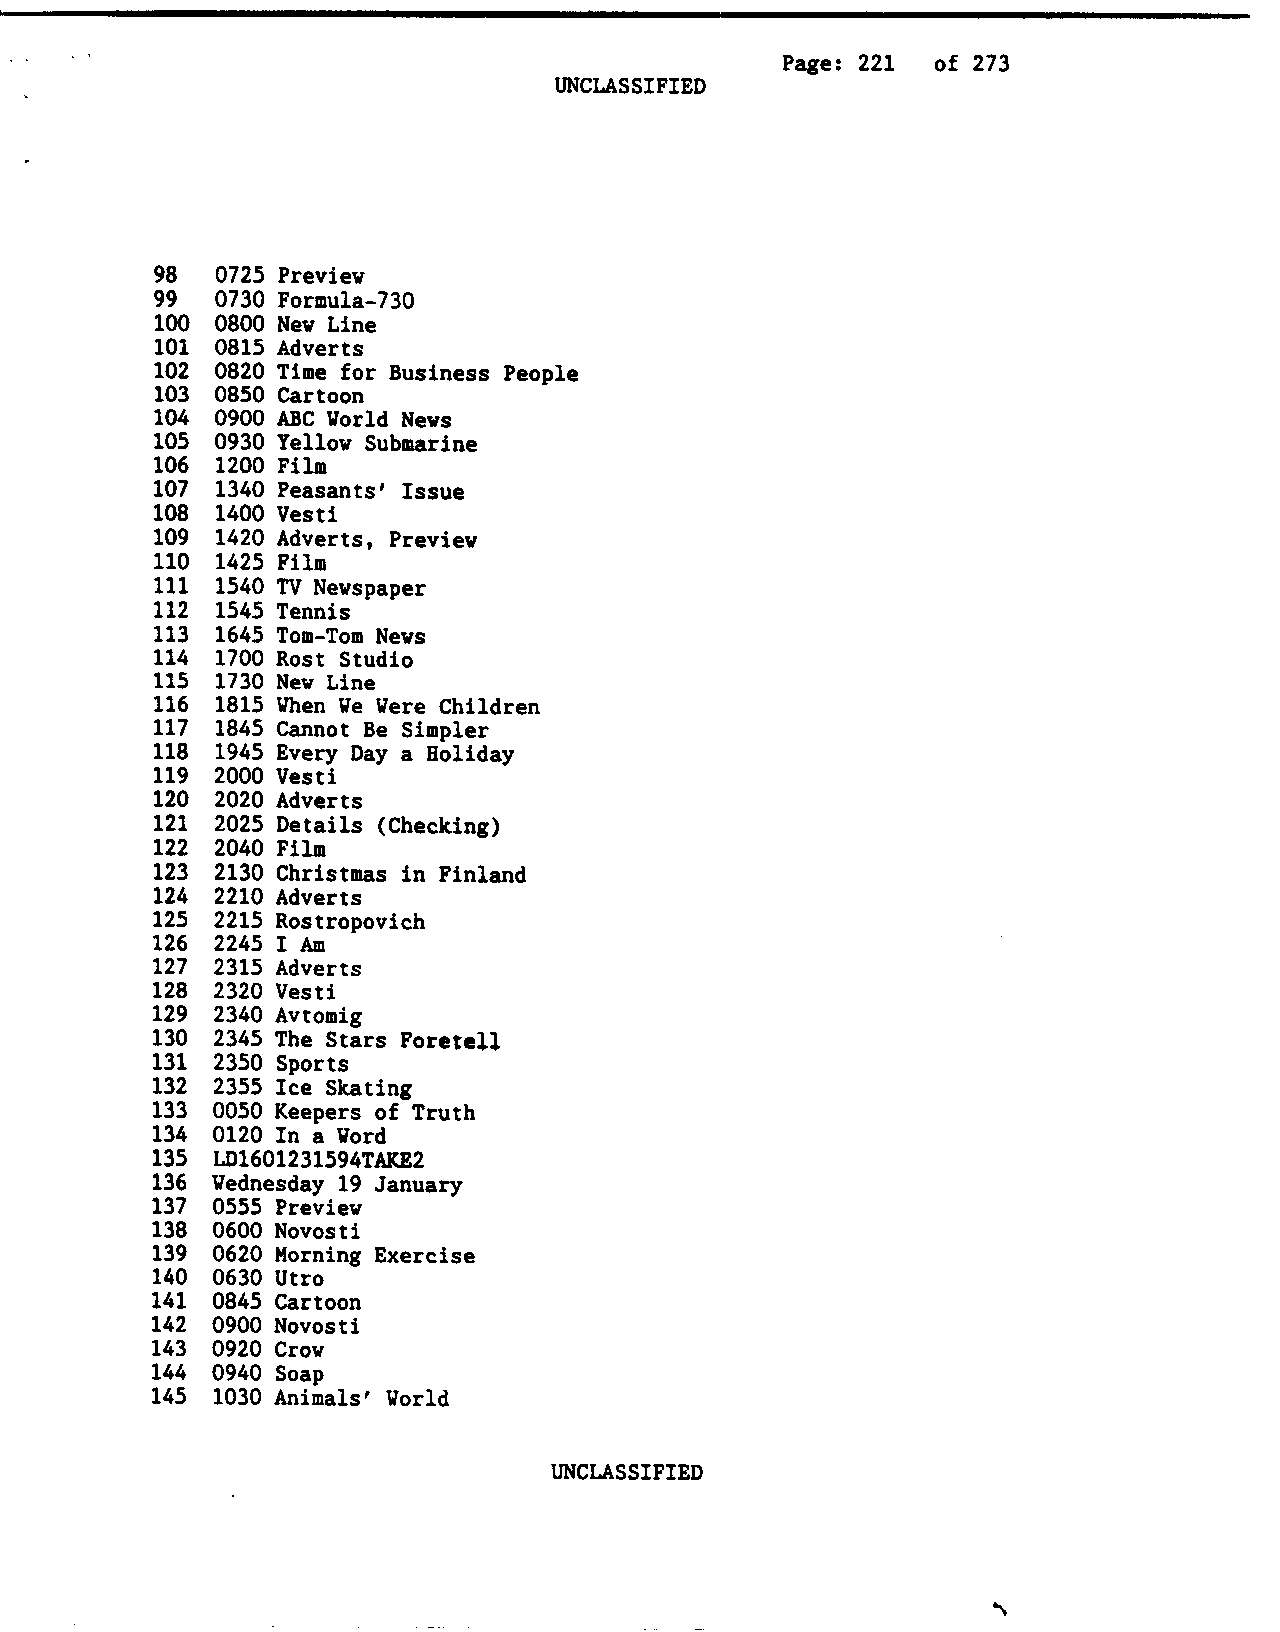 Page: 221 of 273
UNCLASSIFIED
98 0725 Preview
99 0730 Formula-730
100 0800 New Line
101 0815 Adverts
102 0820 Time for Business People
103 0850 Cartoon
104 0900 ABC World News
105 0930 Yellow Submarine
106 1200 Film
107 1340 Peasants' Issue
108 1400 Vesti
109 1420 Adverts, Preview
110 1425 Film
111 1540 TV Newspaper
112 1545 Tennis
113 1645 Tom-Tom News
114 1700 Rost Studio
115 1730 New Line
116 1815 When We Were Children
117 1845 Cannot Be Simpler
118 1945 Every Day a Holiday
119 2000 Vesti
120 2020 Adverts
121 2025 Details (Checking)
122 2040 Film
123 2130 Christmas in Finland
124 2210 Adverts
125 2215 Rostropovich
126 2245 I Am
127 2315 Adverts
128 2320 Vesti
129 2340 Avtomig
130 2345 The Stars Foretell
131 2350 Sports
132 2355 Ice Skating
133 0050 Keepers of Truth
134 0120 In a Word
135 LD1601231594TAKE2
136 Wednesday 19 January
137 0555 Preview
138 0600 Novosti
139 0620 Morning Exercise
140 0630 Utro
141 0845 Cartoon
142 0900 Novosti
143 0920 Crow
144 0940 Soap
145 1030 Animals' World
UNCLASSIFIED